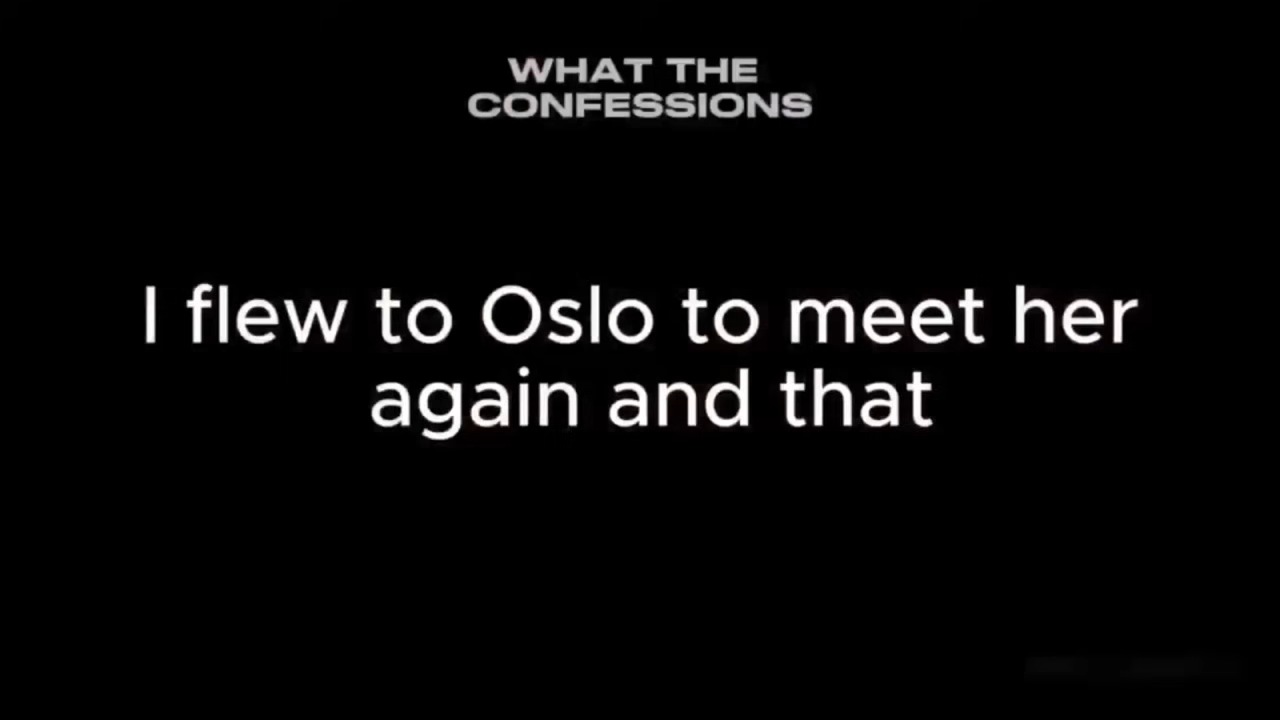 WHAT THE
CONFESSIONS
I flew to Oslo to meet her
again and that